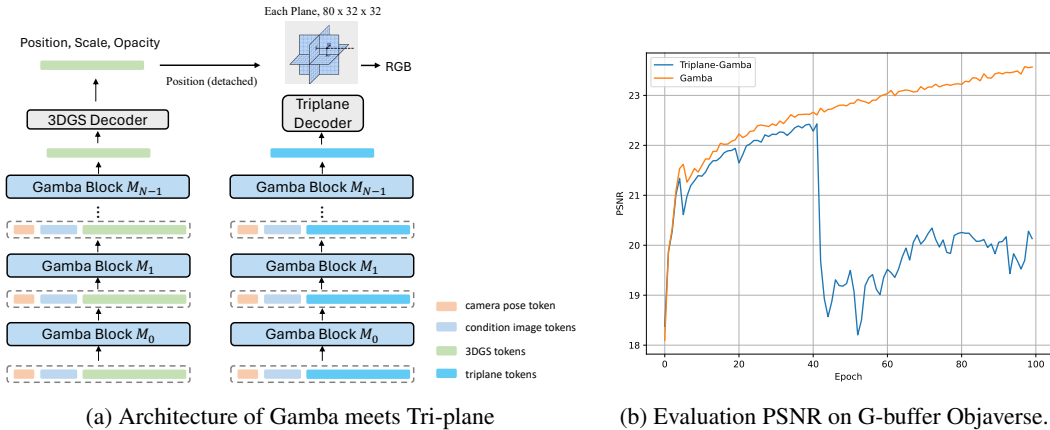 Each Plane, 80 x 32 x 32
Position, Scale, Opacity
Position (detached)
RGB
3DGS Decoder
Triplane
Decoder
Gamba Block M_{N−1}
Gamba Block M_{N−1}
Gamba Block M_1
Gamba Block M_1
Gamba Block M_0
Gamba Block M_0
camera pose token
condition image tokens
3DGS tokens
triplane tokens
(a) Architecture of Gamba meets Tri-plane
Triplane-Gamba
Gamba
PSNR
23
22
21
20
19
18
0
20
40
60
80
100
Epoch
(b) Evaluation PSNR on G-buffer Objaverse.